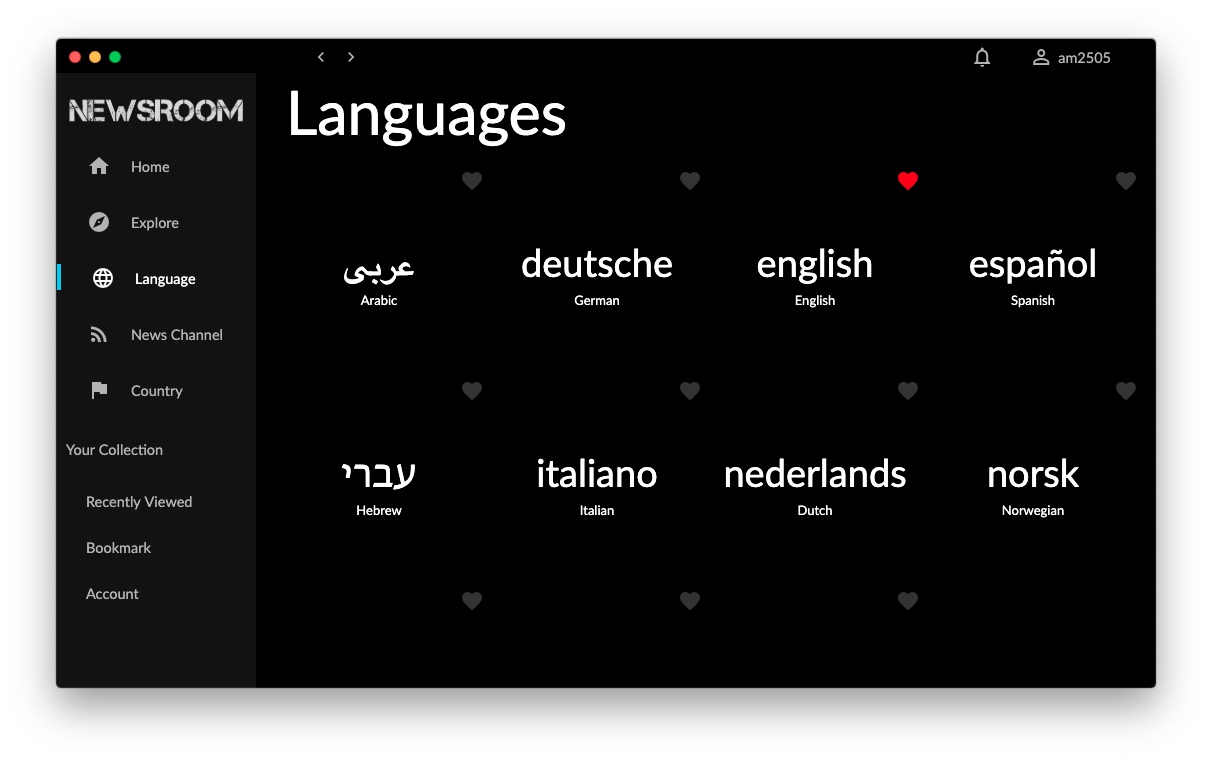 am2505
NEWSROOM
Home
Explore
Language
News Channel
Country
Your Collection
Recently Viewed
Bookmark
Account
Languages
عربى
Arabic
deutsche
German
english
English
español
Spanish
עברי
Hebrew
italiano
Italian
nederlands
Dutch
norsk
Norwegian